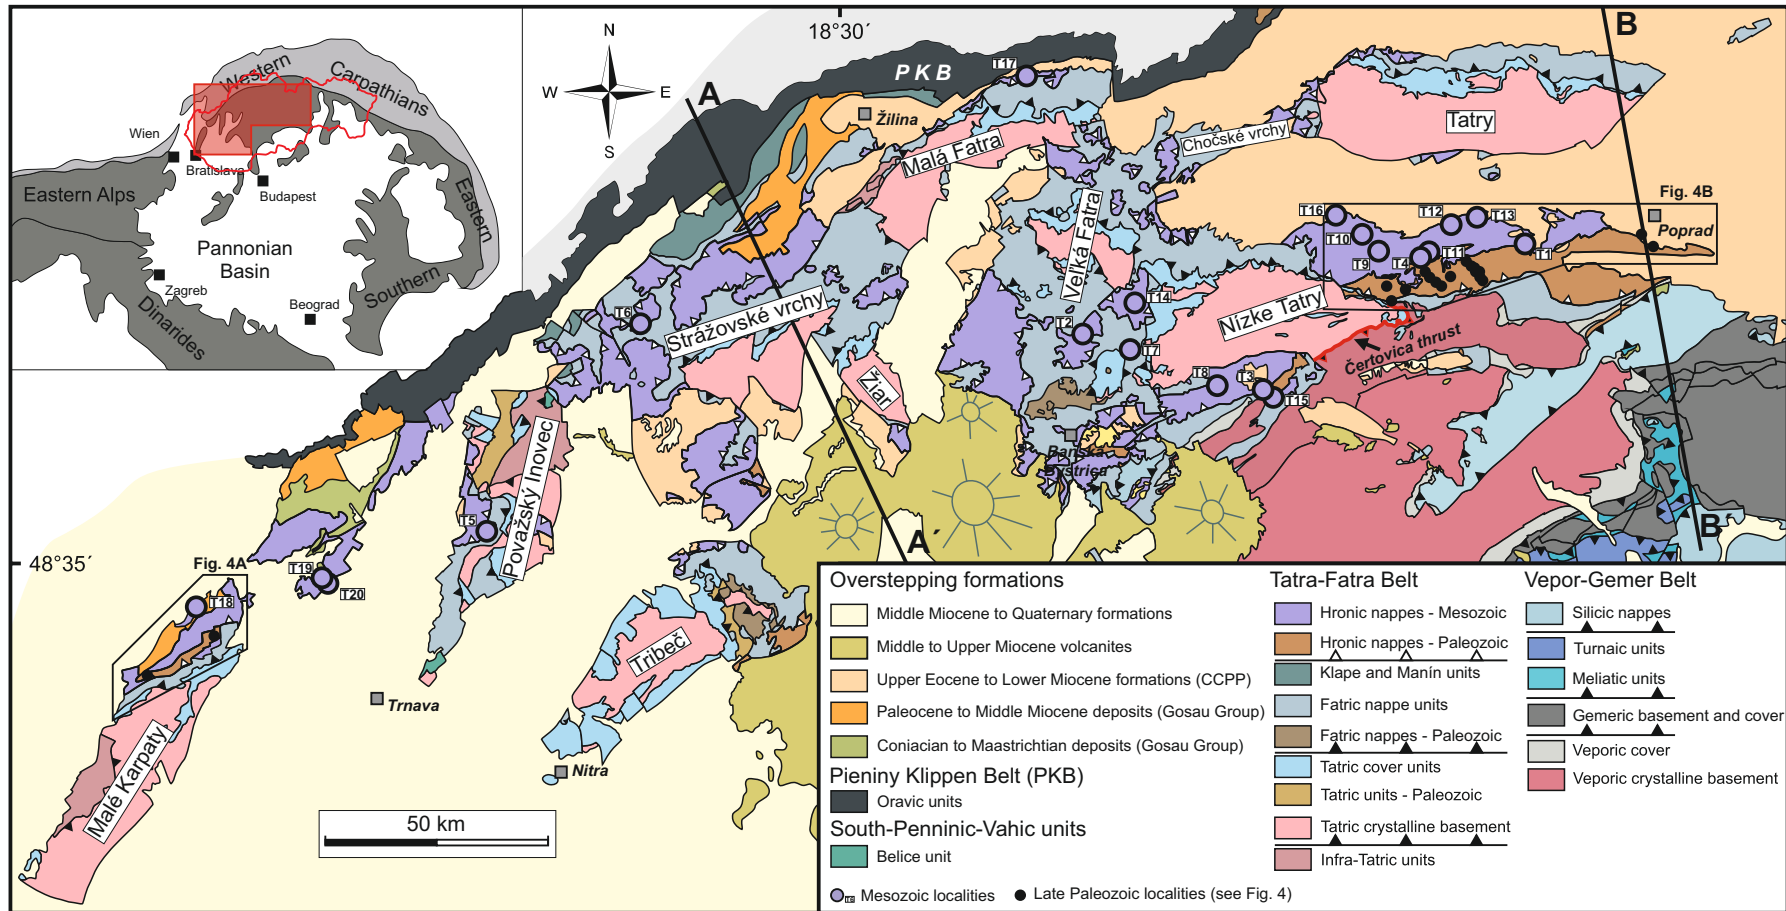 Western
Carpathians
Wien
Bratislava
Budapest
Eastern Alps
Eastern
Pannonian
Basin
Zagreb
Beograd
Southern
Dinarides
N
W
E
S
18°30´
48°35´
PKB
A
A´
B
B´
T17
Žilina
Malá Fatra
Chočské vrchy
Tatry
Fig. 4B
T16
T12
T13
T10
T9
T4
T11
T1
Poprad
Veľká Fatra
T14
T2
T7
Nízke Tatry
Čertovica thrust
T8
T3
T15
T6
Strážovské vrchy
Žiar
Banská
Bystrica
Považský Inovec
T5
Fig. 4A
T19
T20
T18
Malé Karpaty
Trnava
Tribeč
Nitra
50 km
Overstepping formations
Middle Miocene to Quaternary formations
Middle to Upper Miocene volcanites
Upper Eocene to Lower Miocene formations (CCPP)
Paleocene to Middle Miocene deposits (Gosau Group)
Coniacian to Maastrichtian deposits (Gosau Group)
Pieniny Klippen Belt (PKB)
Oravic units
South-Penninic-Vahic units
Belice unit
Mesozoic localities
Late Paleozoic localities (see Fig. 4)
Tatra-Fatra Belt
Hronic nappes - Mesozoic
Hronic nappes - Paleozoic
Klape and Manín units
Fatric nappe units
Fatric nappes - Paleozoic
Tatric cover units
Tatric units - Paleozoic
Tatric crystalline basement
Infra-Tatric units
Vepor-Gemer Belt
Silicic nappes
Turnaic units
Meliatic units
Gemeric basement and cover
Veporic cover
Veporic crystalline basement